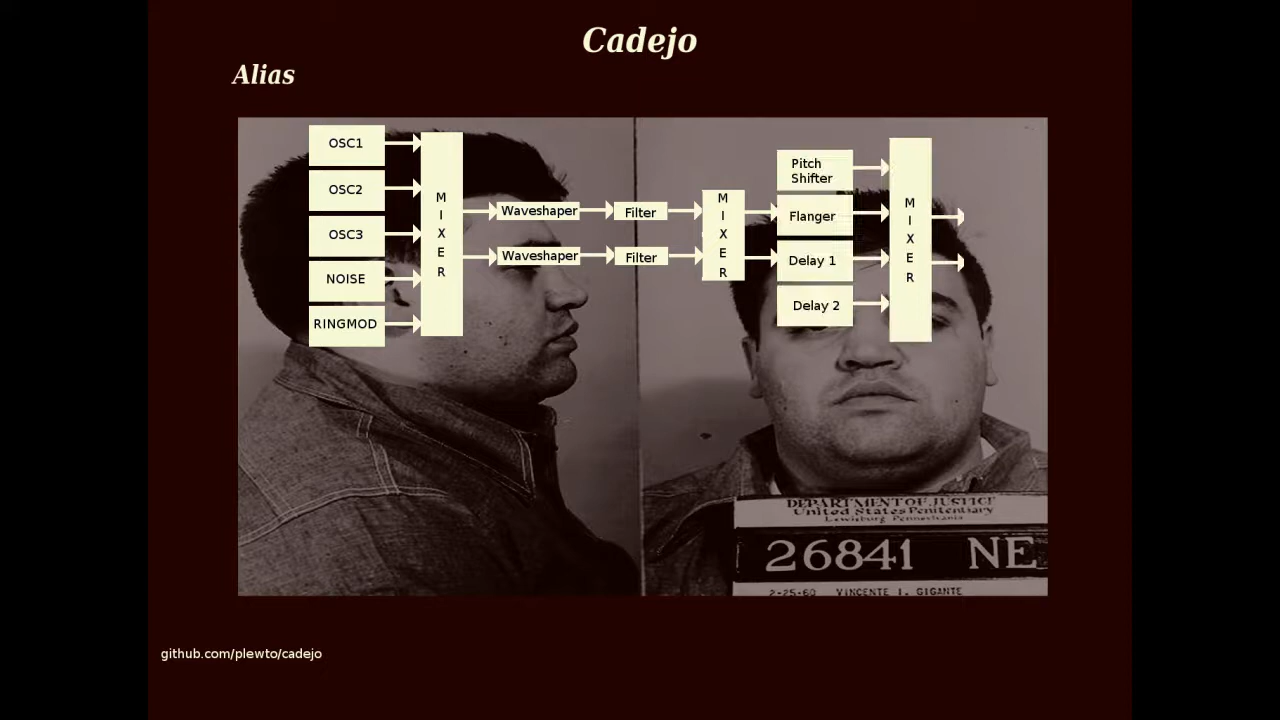 Cadejo
Alias
OSC1
OSC2
OSC3
NOISE
RINGMOD
MIXER
Waveshaper
Filter
Waveshaper
Filter
MIXER
Pitch
Shifter
Flanger
Delay 1
Delay 2
MIXER
DEPARTMENT OF JUSTICE
United States Penitentiary
Lewisburg Pennsylvania
26841 NE
2-25-60 VINCENTE I. GIGANTE
github.com/plewto/cadejo